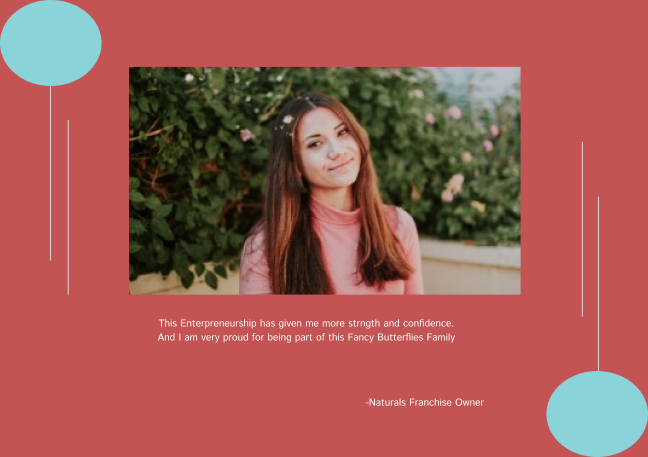 This Enterpreneurship has given me more strngth and confidence.
And I am very proud for being part of this Fancy Butterflies Family
-Naturals Franchise Owner